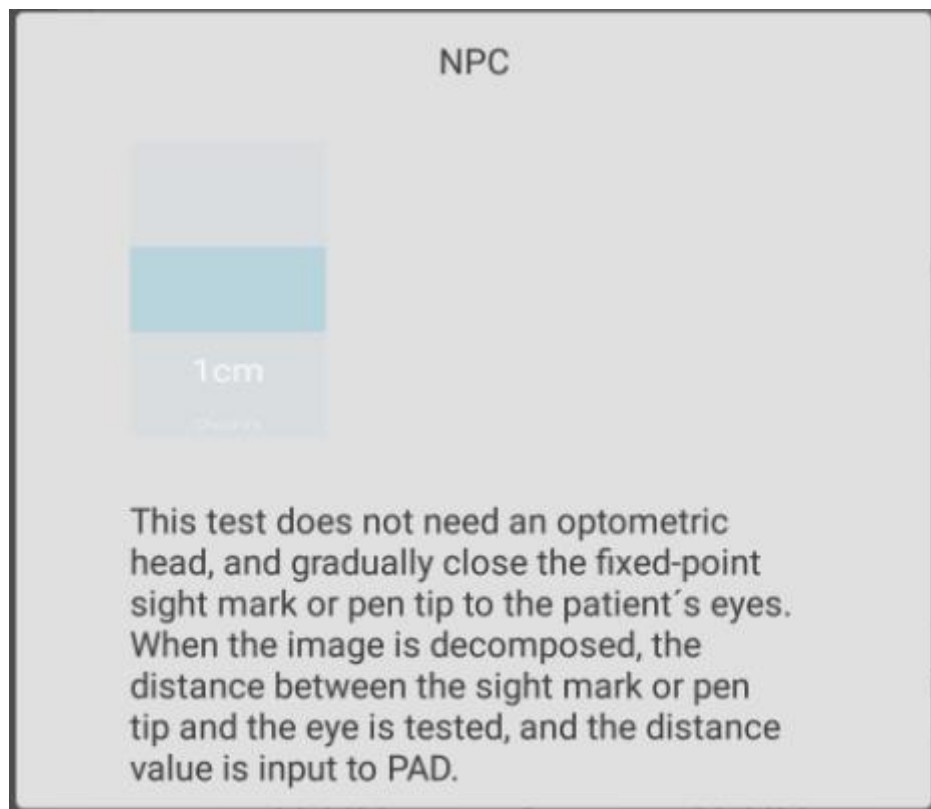 NPC
1cm
This test does not need an optometric
head, and gradually close the fixed-point
sight mark or pen tip to the patient´s eyes.
When the image is decomposed, the
distance between the sight mark or pen
tip and the eye is tested, and the distance
value is input to PAD.